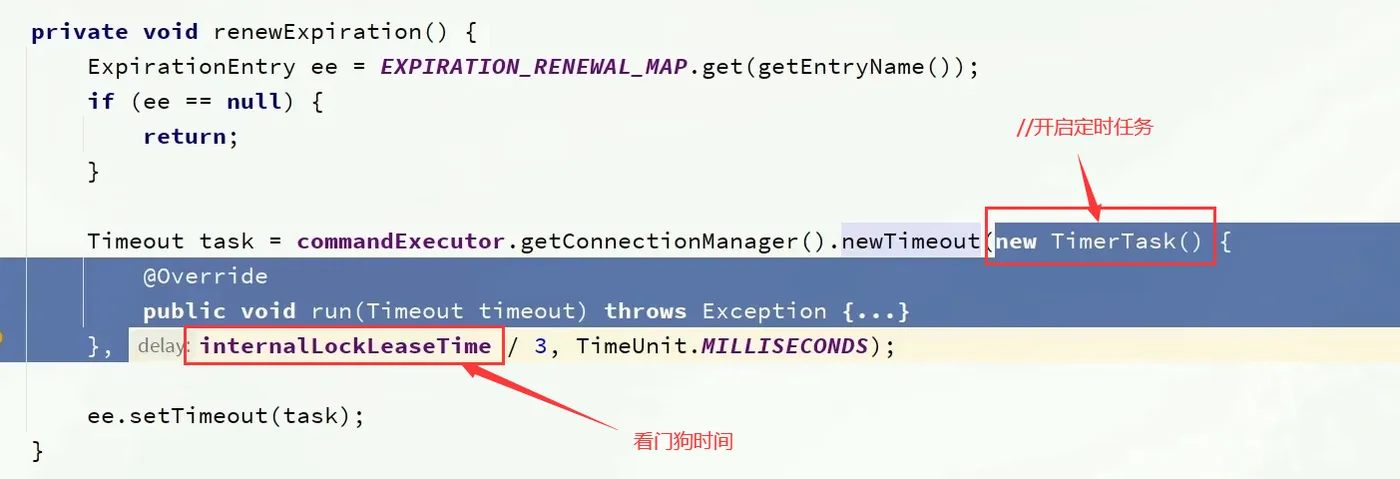 private void renewExpiration() {
ExpirationEntry ee = EXPIRATION_RENEWAL_MAP.get(getEntryName());
if (ee == null) {
return;
}
//开启定时任务
Timeout task = commandExecutor.getConnectionManager().newTimeout(new TimerTask() {
@Override
public void run(Timeout timeout) throws Exception {...}
}, delay: internalLockLeaseTime / 3, TimeUnit.MILLISECONDS);
ee.setTimeout(task);
看门狗时间
}